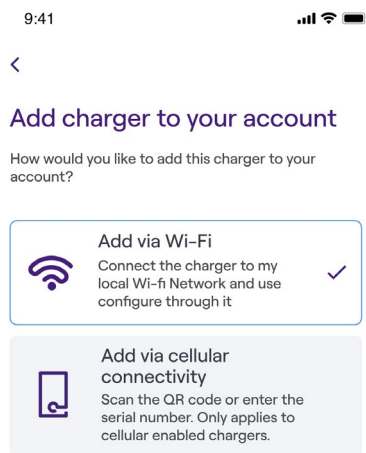 9:41
Add charger to your account
How would you like to add this charger to your
account?
Add via Wi-Fi
Connect the charger to my
local Wi-fi Network and use
configure through it
Add via cellular
connectivity
Scan the QR code or enter the
serial number. Only applies to
cellular enabled chargers.